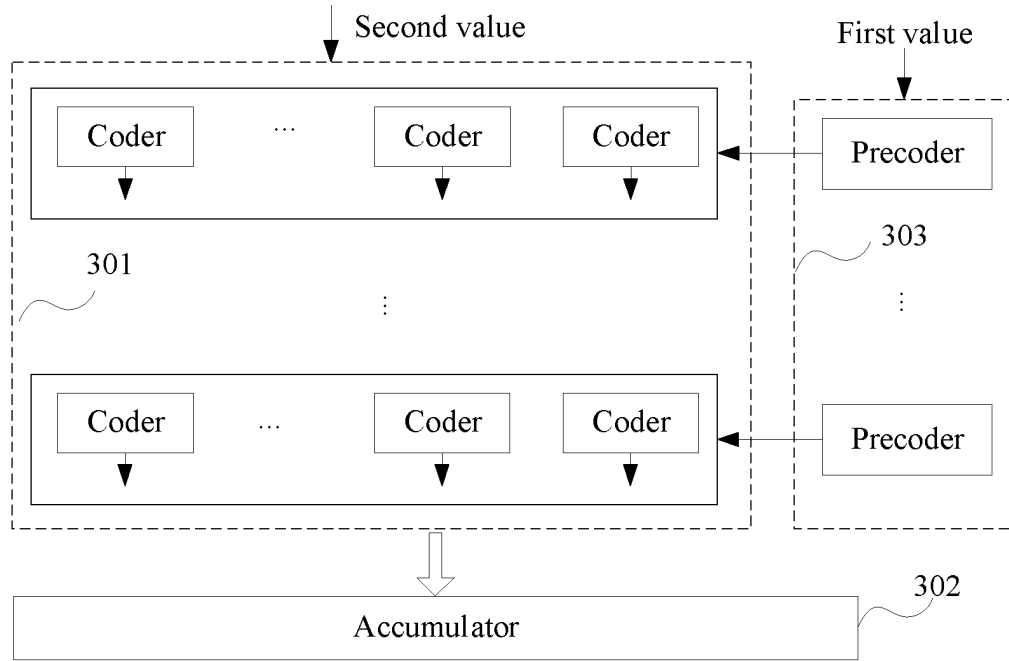 Second value
First value
Coder ... Coder Coder
Precoder
301
303
⋮
⋮
Coder ... Coder Coder
Precoder
302
Accumulator